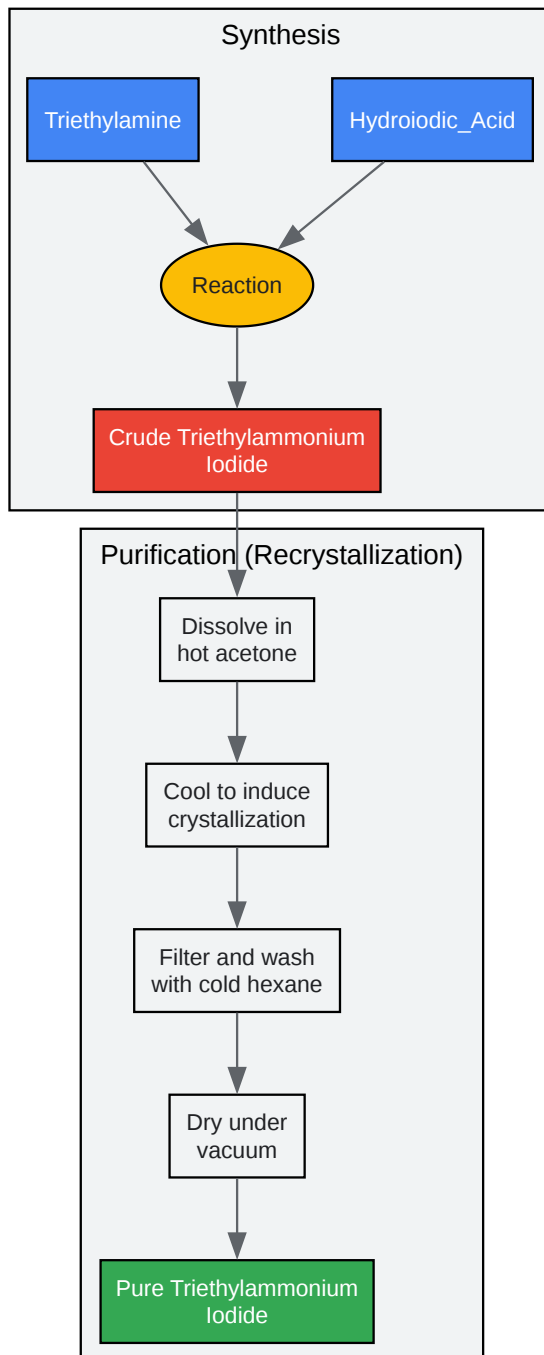 Synthesis
Triethylamine
Hydroiodic_Acid
Reaction
Crude Triethylammonium
Iodide
Purification (Recrystallization)
Dissolve in
hot acetone
Cool to induce
crystallization
Filter and wash
with cold hexane
Dry under
vacuum
Pure Triethylammonium
Iodide